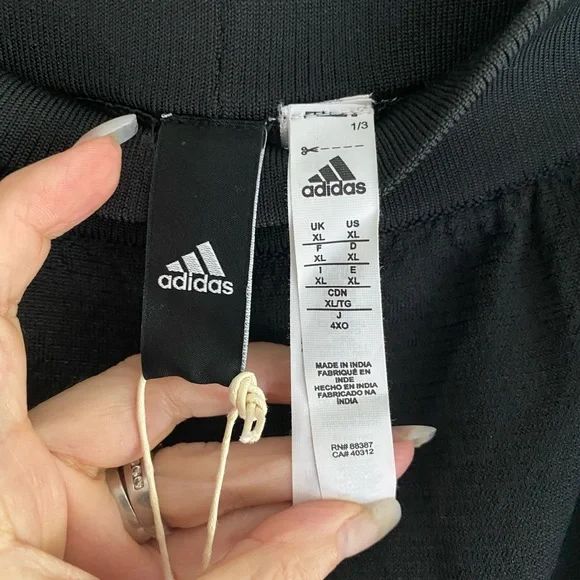 adidas
1/3
adidas
UK US
XL XL
F D
XL XL
I E
XL XL
CDN
XL/TG
J
4XO
MADE IN INDIA
FABRIQUÉ EN
INDE
HECHO EN INDIA
FABRICADO NA
ÍNDIA
RN# 88387
CA# 40312